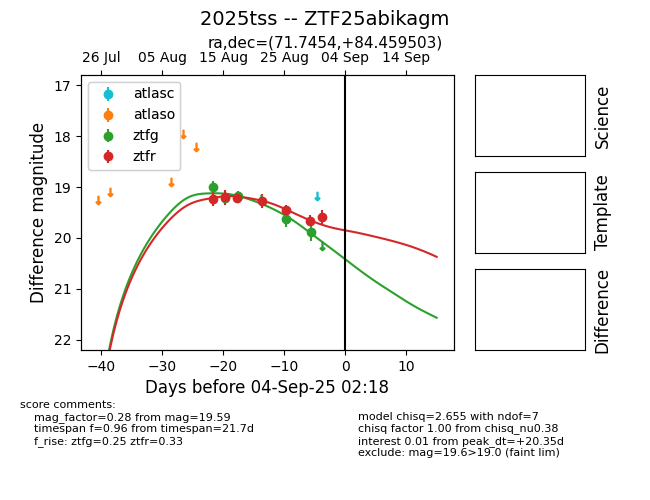 2025tss -- ZTF25abikagm
ra,dec=(71.7454,+84.459503)
26 Jul 05 Aug 15 Aug 25 Aug 04 Sep 14 Sep
atlasc
atlaso
ztfg
ztfr
17
18
19
20
21
22
Difference magnitude
−40 −30 −20 −10 0 10
Days before 04-Sep-25 02:18
Science
Template
Difference
score comments:
mag_factor=0.28 from mag=19.59
timespan f=0.96 from timespan=21.7d
f_rise: ztfg=0.25 ztfr=0.33
model chisq=2.655 with ndof=7
chisq factor 1.00 from chisq_nu0.38
interest 0.01 from peak_dt=+20.35d
exclude: mag=19.6>19.0 (faint lim)